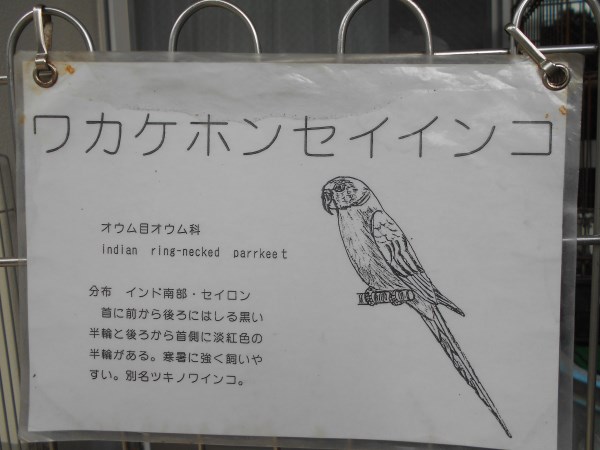 ワカケホンセイインコ
オウム目オウム科
indian ring-necked parrkeet
分布 インド南部・セイロン
首に前から後ろにはしる黒い
半輪と後ろから首側に淡紅色の
半輪がある。寒暑に強く飼いや
すい。別名ツキノワインコ。